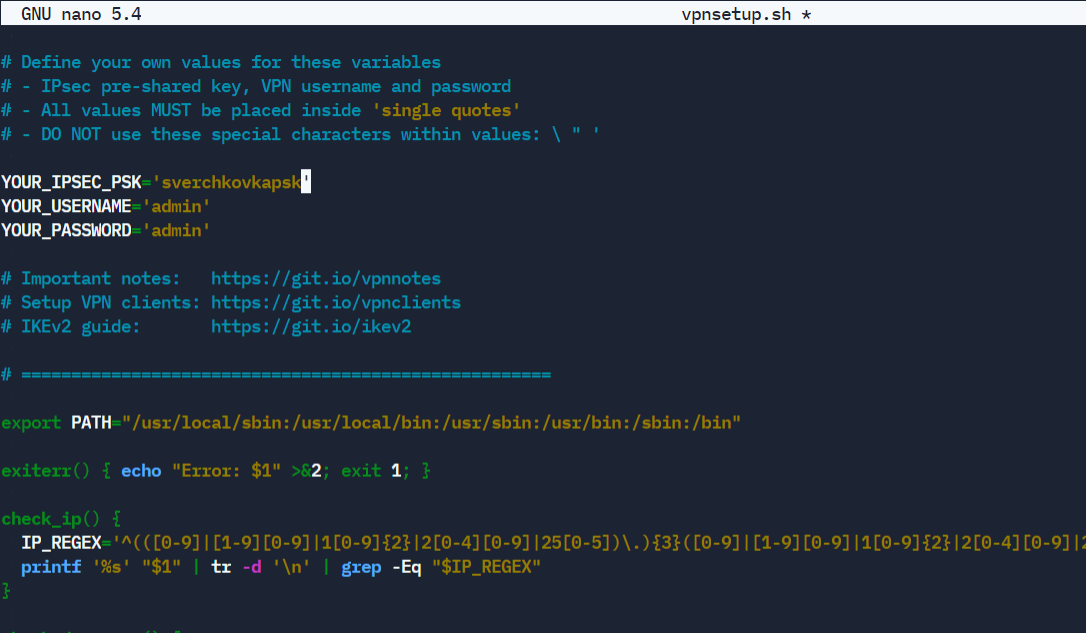 GNU nano 5.4 vpnsetup.sh *
# Define your own values for these variables
# - IPsec pre-shared key, VPN username and password
# - All values MUST be placed inside 'single quotes'
# - DO NOT use these special characters within values: \ " '
YOUR_IPSEC_PSK='sverchkovkapsk'
YOUR_USERNAME='admin'
YOUR_PASSWORD='admin'
# Important notes:   https://git.io/vpnnotes
# Setup VPN clients: https://git.io/vpnclients
# IKEv2 guide:       https://git.io/ikev2
# =====================================================
export PATH="/usr/local/sbin:/usr/local/bin:/usr/sbin:/usr/bin:/sbin:/bin"
exiterr() { echo "Error: $1" >&2; exit 1; }
check_ip() {
  IP_REGEX='^(([0-9]|[1-9][0-9]|1[0-9]{2}|2[0-4][0-9]|25[0-5])\.){3}([0-9]|[1-9][0-9]|1[0-9]{2}|2[0-4][0-9]|2
  printf '%s' "$1" | tr -d '\n' | grep -Eq "$IP_REGEX"
}